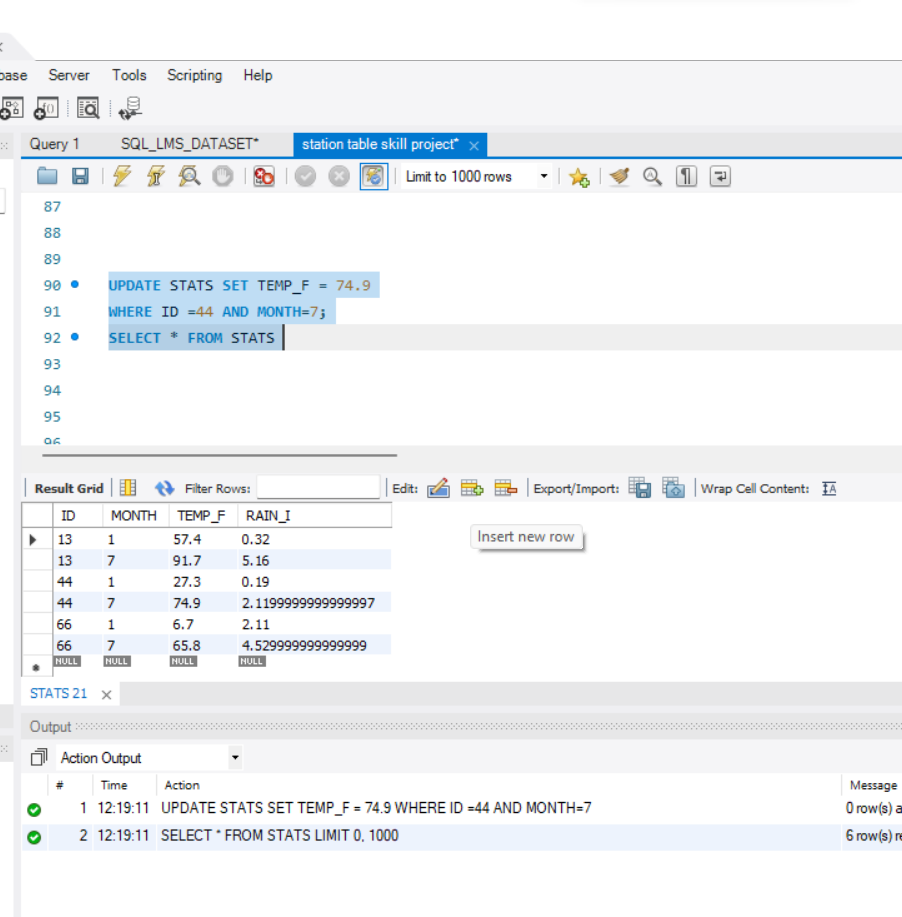 base Server Tools Scripting Help
Query 1 SQL_LMS_DATASET* station table skill project* ×
Limit to 1000 rows
87
88
89
90 UPDATE STATS SET TEMP_F = 74.9
91 WHERE ID =44 AND MONTH=7;
92 SELECT * FROM STATS
93
94
95
96
Result Grid Filter Rows: Edit: Export/Import: Wrap Cell Content: IA
ID MONTH TEMP_F RAIN_I
13 1 57.4 0.32
13 7 91.7 5.16
44 1 27.3 0.19
44 7 74.9 2.1199999999999997
66 1 6.7 2.11
66 7 65.8 4.529999999999999
NULL NULL NULL NULL
Insert new row
STATS 21 ×
Output
Action Output
# Time Action Message
1 12:19:11 UPDATE STATS SET TEMP_F = 74.9 WHERE ID =44 AND MONTH=7 0 row(s) a
2 12:19:11 SELECT * FROM STATS LIMIT 0, 1000 6 row(s) re